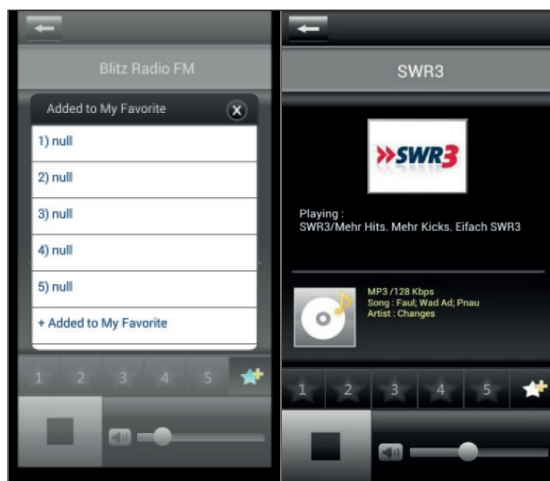 Blitz Radio FM
Added to My Favorite X
1) null
2) null
3) null
4) null
5) null
+ Added to My Favorite
1 2 3 4 5
SWR3
SWR3
Playing :
SWR3/Mehr Hits. Mehr Kicks. Eifach SWR3
MP3 /128 Kbps
Song : Faul; Wad Ad; Pnau
Artist : Changes
1 2 3 4 5